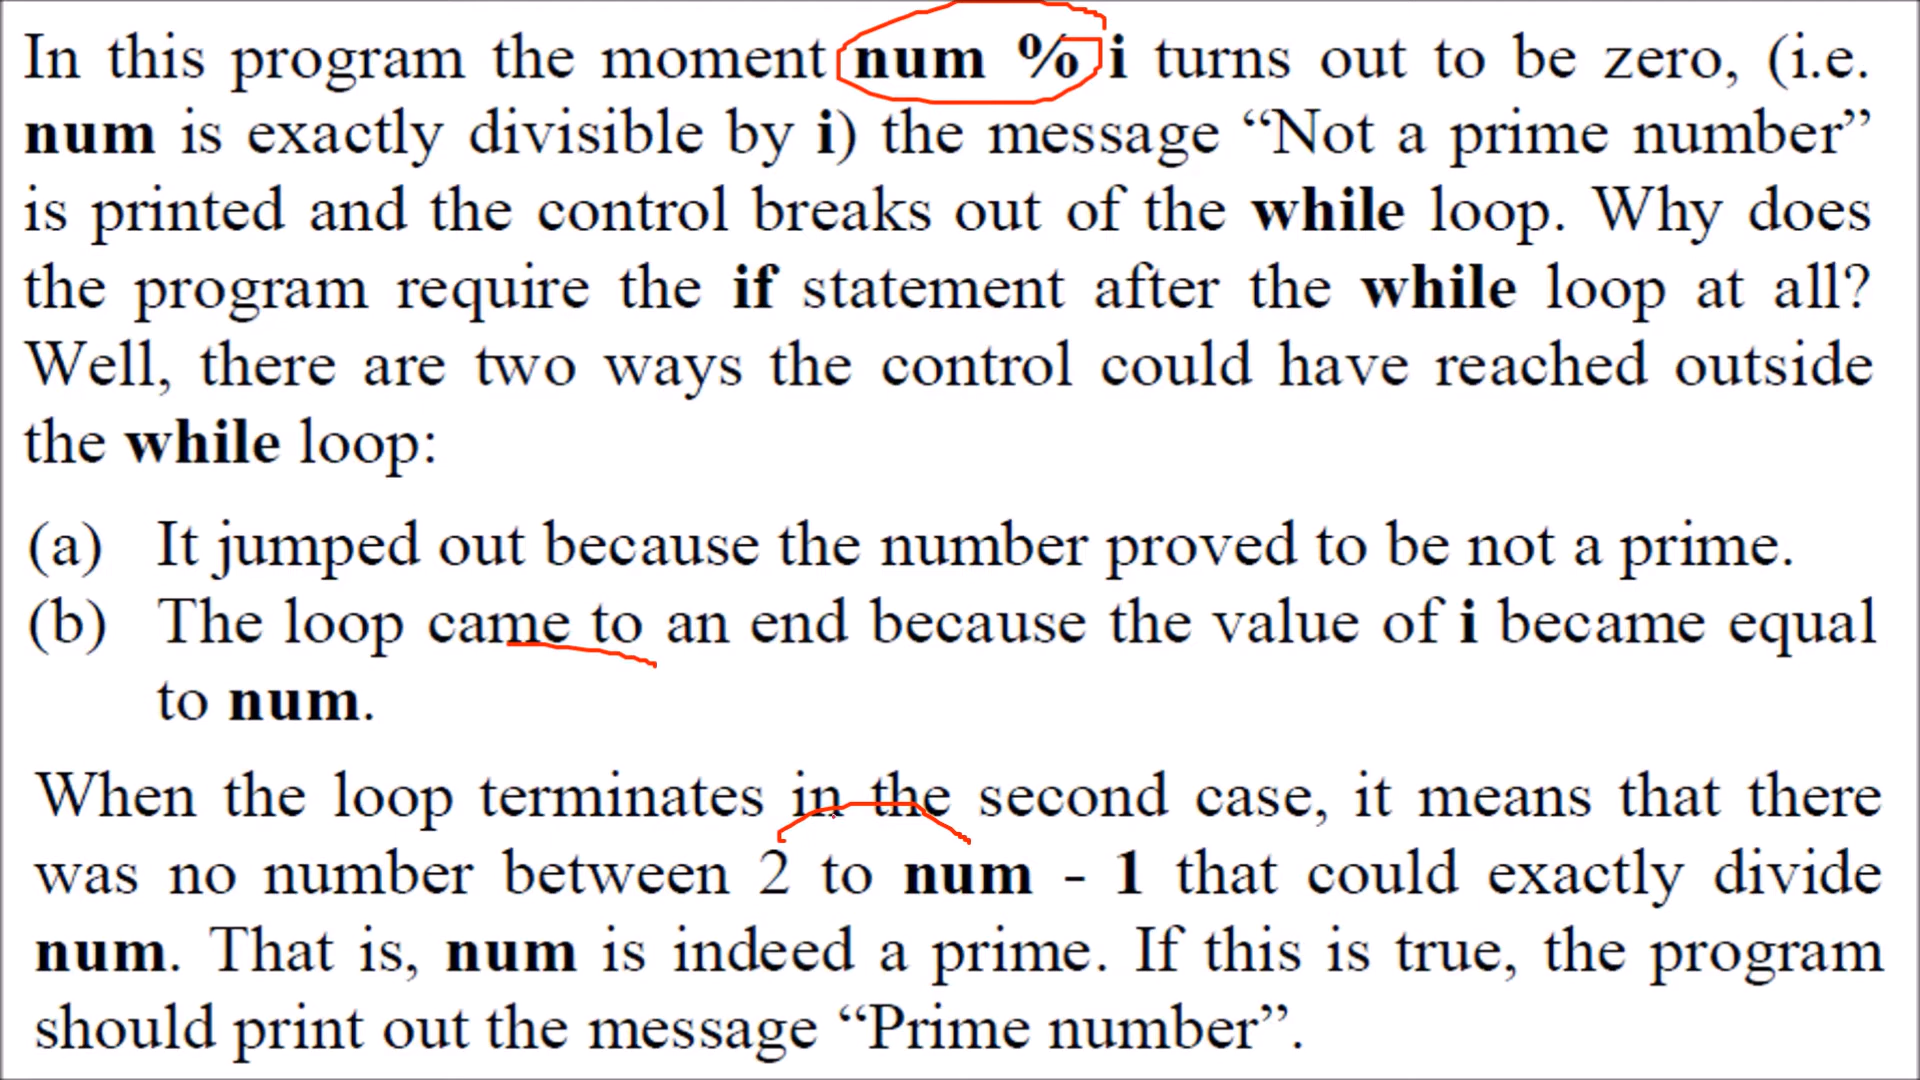 In this program the moment num % i turns out to be zero, (i.e.
num is exactly divisible by i) the message “Not a prime number”
is printed and the control breaks out of the while loop. Why does
the program require the if statement after the while loop at all?
Well, there are two ways the control could have reached outside
the while loop:
(a) It jumped out because the number proved to be not a prime.
(b) The loop came to an end because the value of i became equal
to num.
When the loop terminates in the second case, it means that there
was no number between 2 to num - 1 that could exactly divide
num. That is, num is indeed a prime. If this is true, the program
should print out the message “Prime number”.